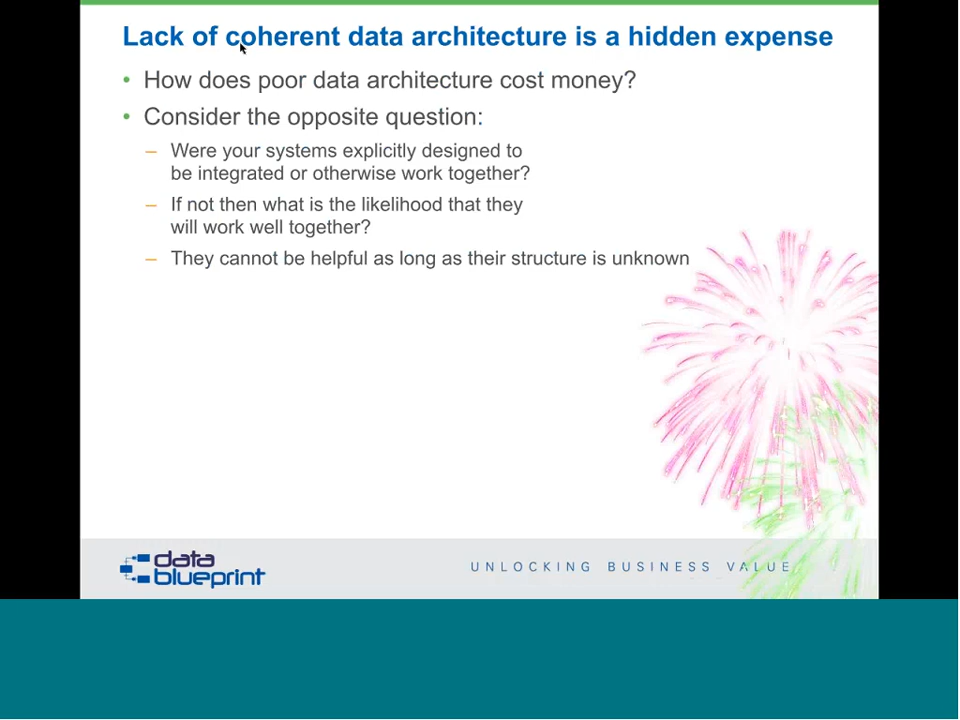 Lack of coherent data architecture is a hidden expense
• How does poor data architecture cost money?
• Consider the opposite question:
– Were your systems explicitly designed to
be integrated or otherwise work together?
– If not then what is the likelihood that they
will work well together?
– They cannot be helpful as long as their structure is unknown
data
blueprint
UNLOCKING BUSINESS VALUE